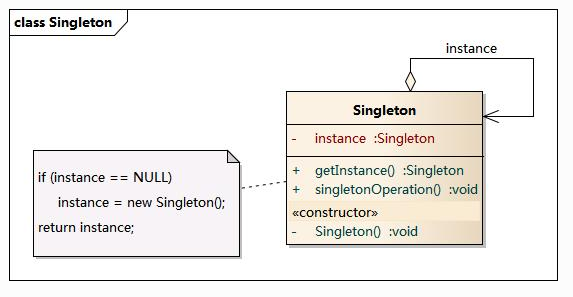 class Singleton
instance
Singleton
- instance :Singleton
+ getInstance() :Singleton
+ singletonOperation() :void
«constructor»
- Singleton() :void
if (instance == NULL)
instance = new Singleton();
return instance;